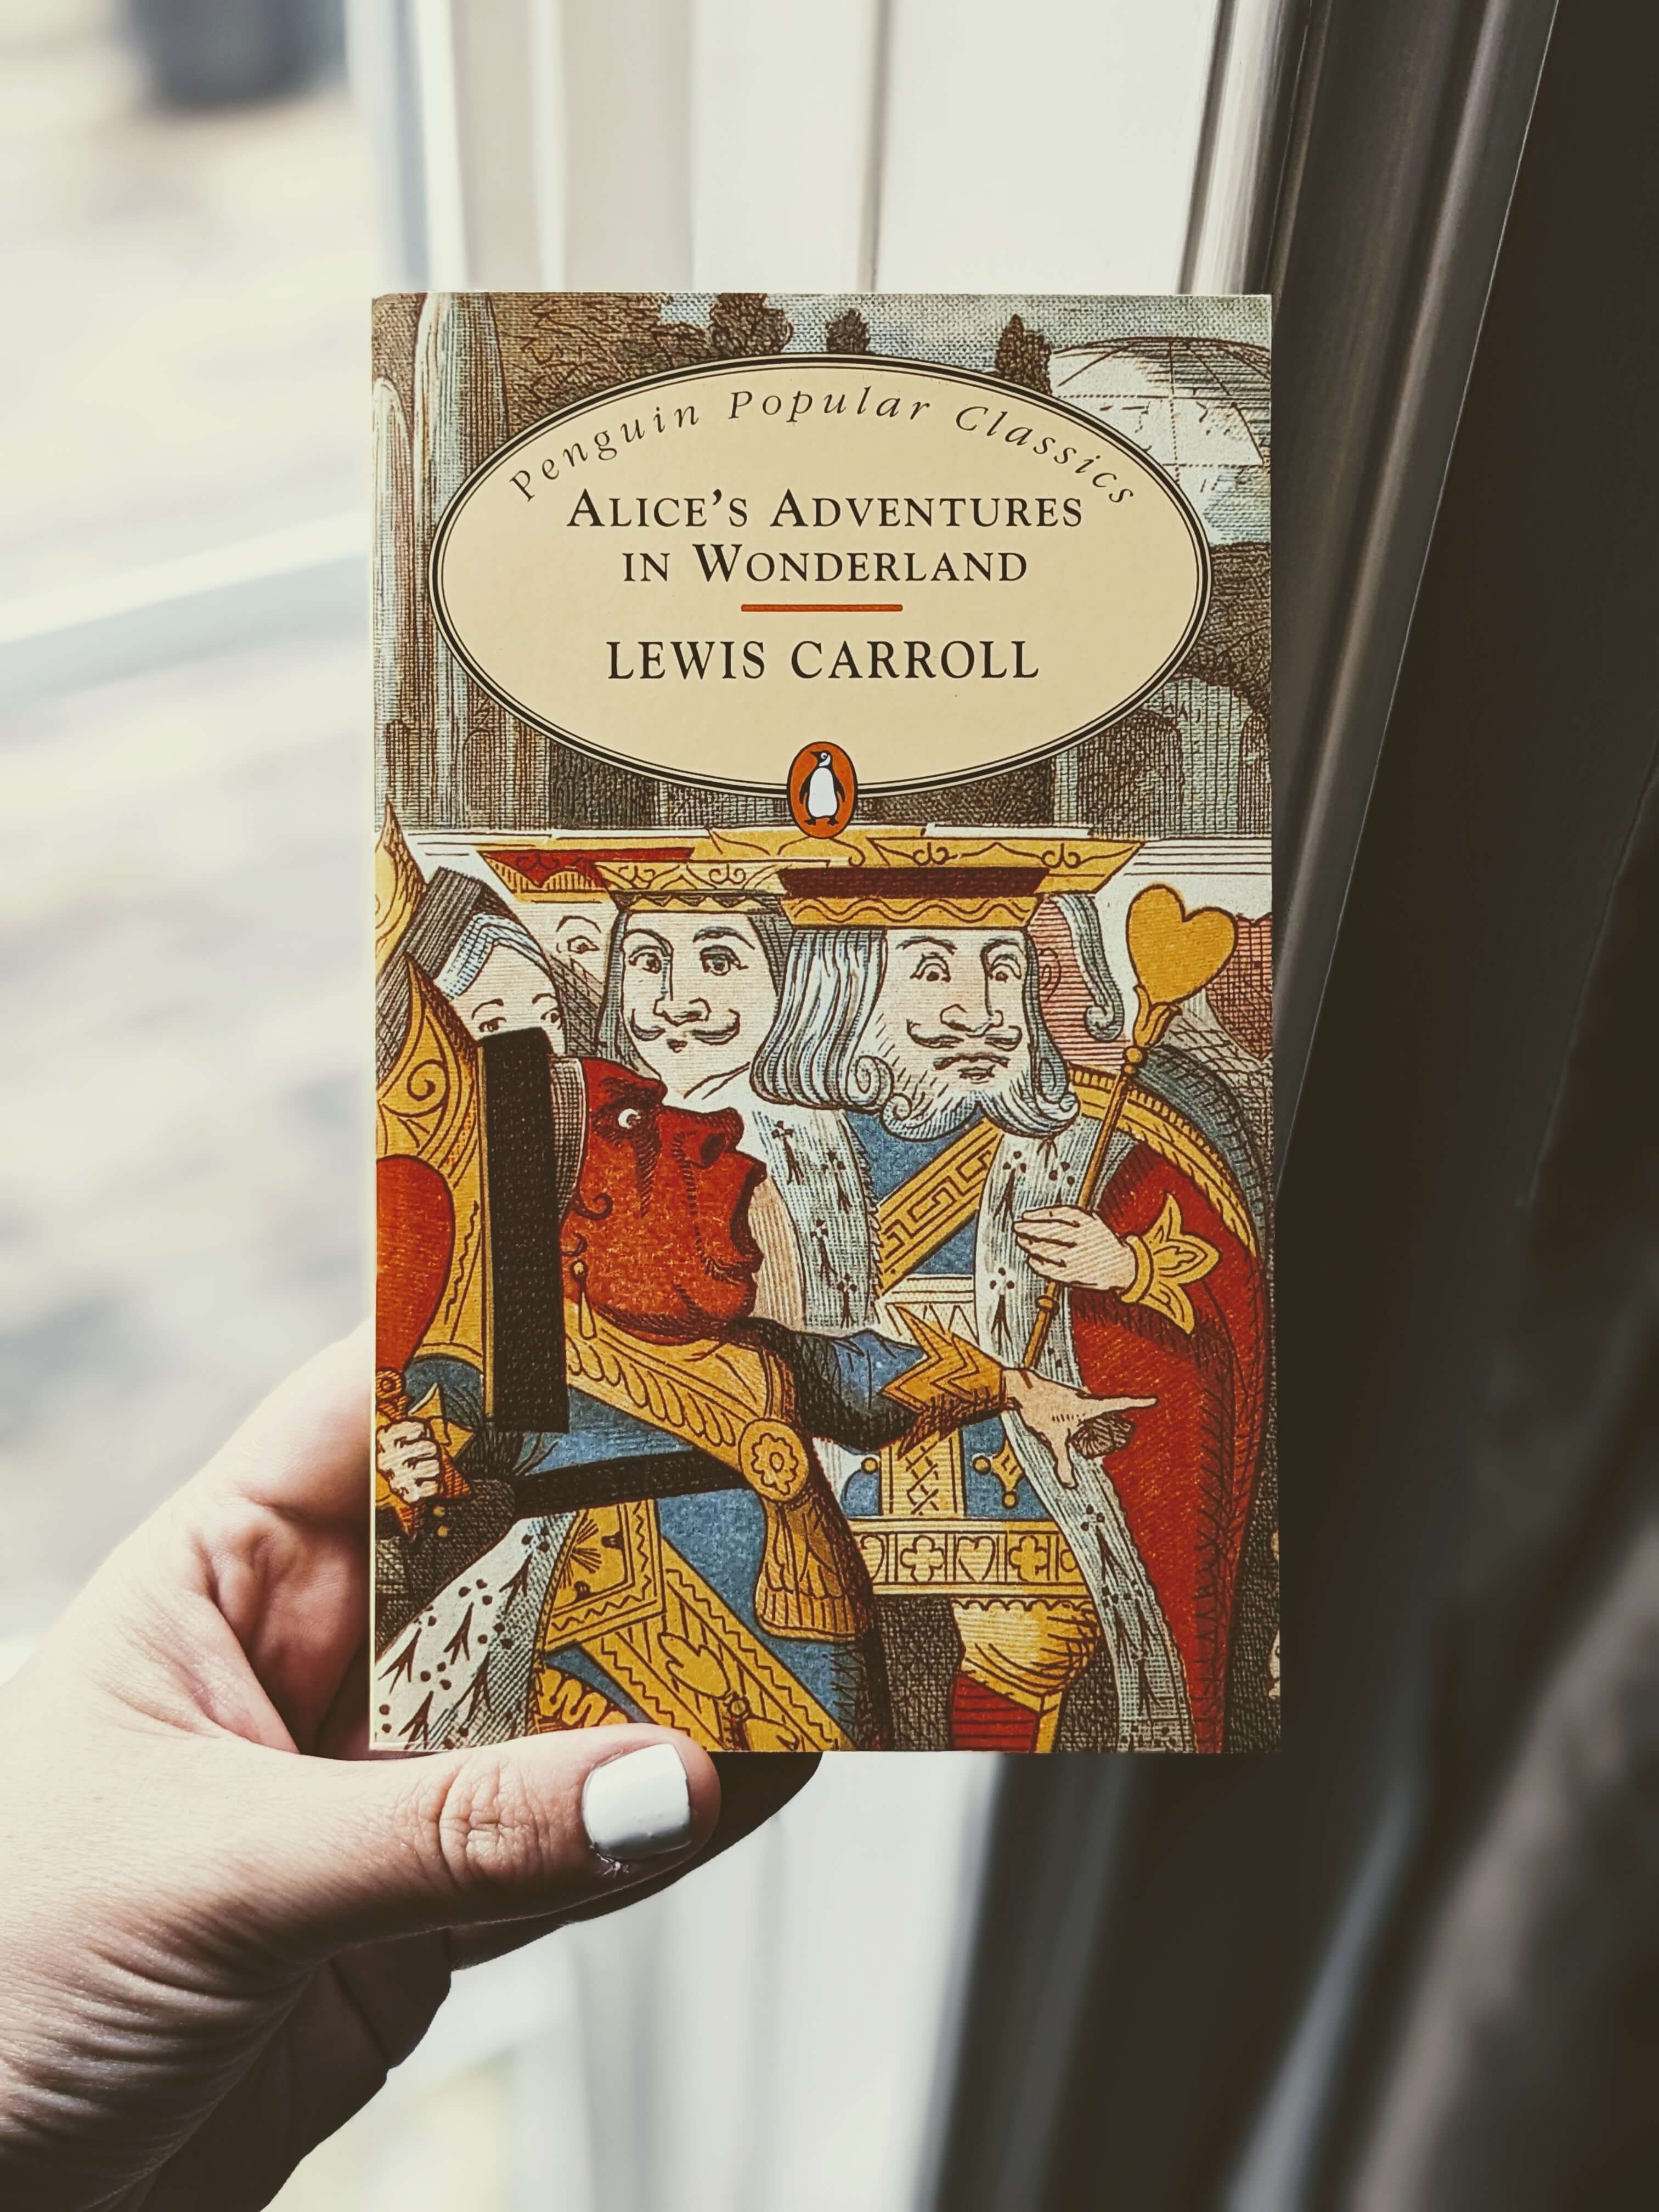 Penguin Popular Classics
ALICE'S ADVENTURES
IN WONDERLAND
LEWIS CARROLL